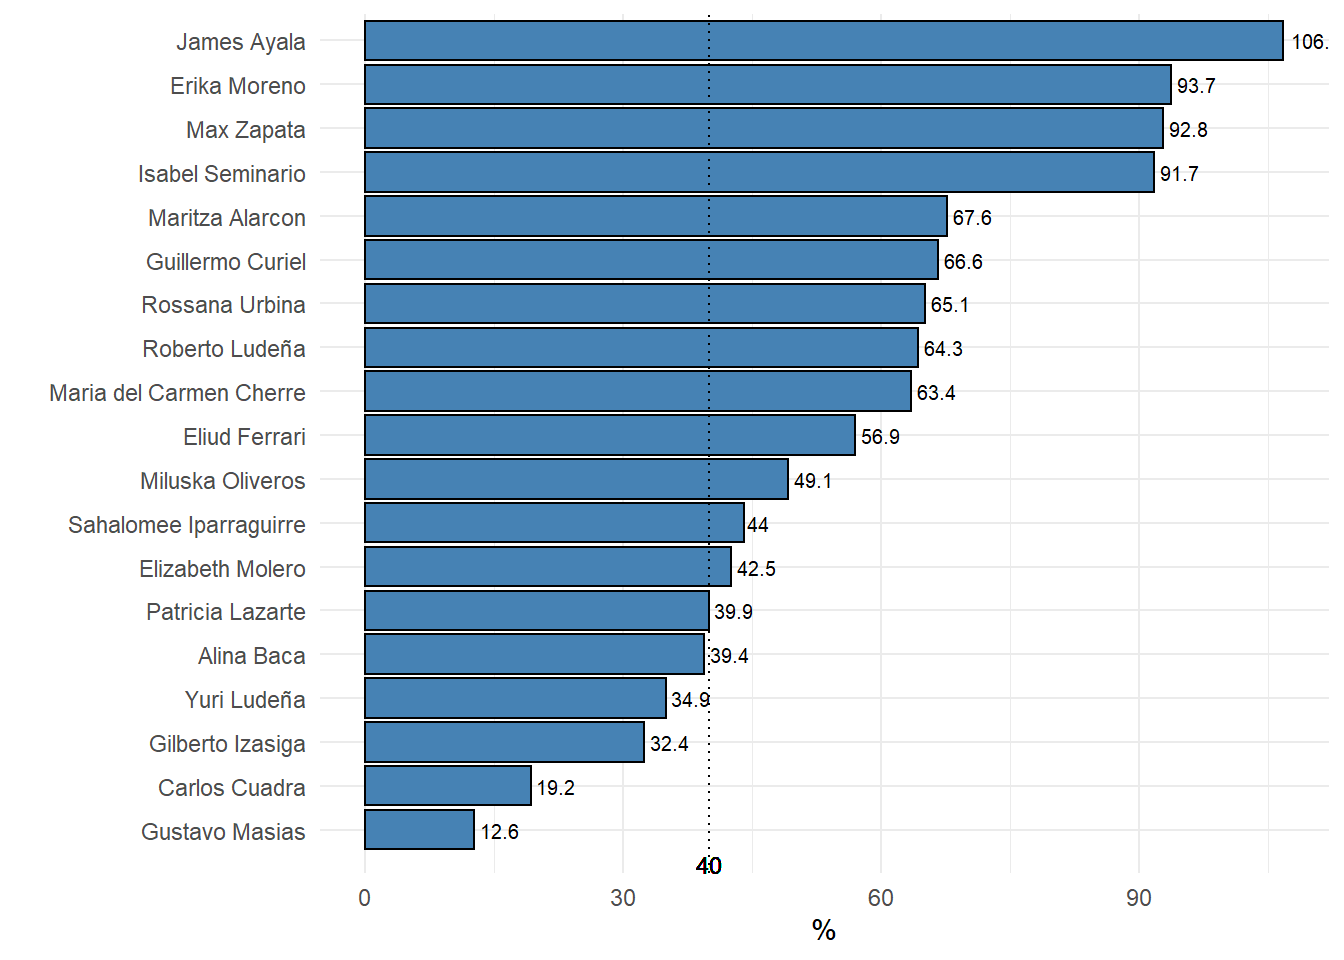 James Ayala 106.
Erika Moreno 93.7
Max Zapata 92.8
Isabel Seminario 91.7
Maritza Alarcon 67.6
Guillermo Curiel 66.6
Rossana Urbina 65.1
Roberto Ludeña 64.3
Maria del Carmen Cherre 63.4
Eliud Ferrari 56.9
Miluska Oliveros 49.1
Sahalomee Iparraguirre 44
Elizabeth Molero 42.5
Patricia Lazarte 39.9
Alina Baca 39.4
Yuri Ludeña 34.9
Gilberto Izasiga 32.4
Carlos Cuadra 19.2
Gustavo Masias 12.6
40
0 30 60 90
%